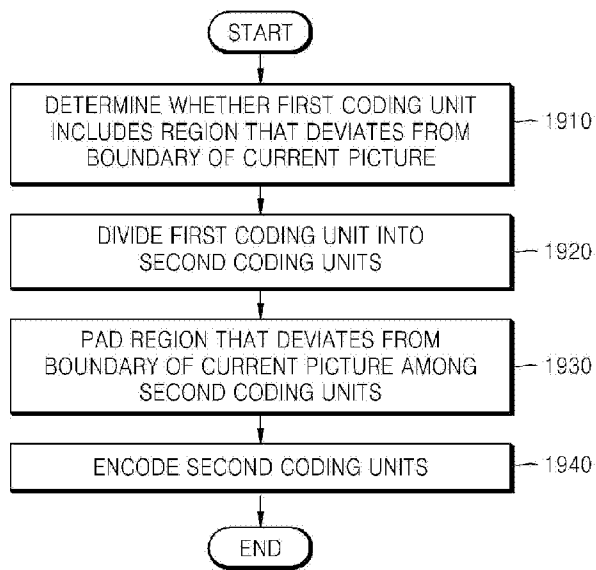 START
DETERMINE WHETHER FIRST CODING UNIT
INCLUDES REGION THAT DEVIATES FROM
BOUNDARY OF CURRENT PICTURE
1910
DIVIDE FIRST CODING UNIT INTO
SECOND CODING UNITS
1920
PAD REGION THAT DEVIATES FROM
BOUNDARY OF CURRENT PICTURE AMONG
SECOND CODING UNITS
1930
ENCODE SECOND CODING UNITS
1940
END